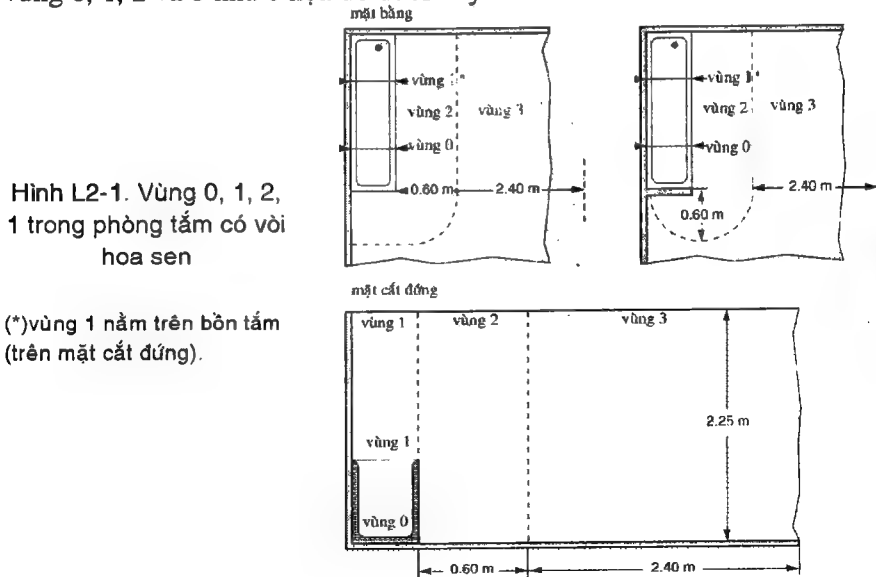 mặt bằng
vùng 1*
vùng 2
vùng 3
vùng 0
0.60 m
2.40 m
vùng 1*
vùng 2
vùng 3
vùng 0
2.40 m
0.60 m
Hình L2-1. Vùng 0, 1, 2,
1 trong phòng tắm có vòi
hoa sen
(*)vùng 1 nằm trên bồn tắm
(trên mặt cắt đứng).
mặt cắt đứng
vùng 1
vùng 2
vùng 3
2.25 m
vùng 1
vùng 0
0.60 m
2.40 m